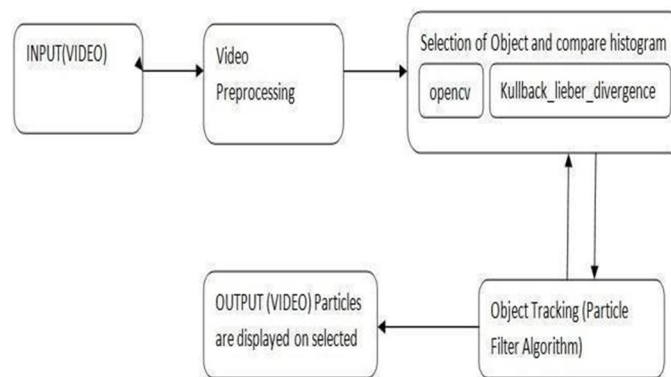 INPUT(VIDEO)
Video
Preprocessing
Selection of Object and compare histogram
opencv
Kullback_lieber_divergence
Object Tracking (Particle
Filter Algorithm)
OUTPUT (VIDEO) Particles
are displayed on selected